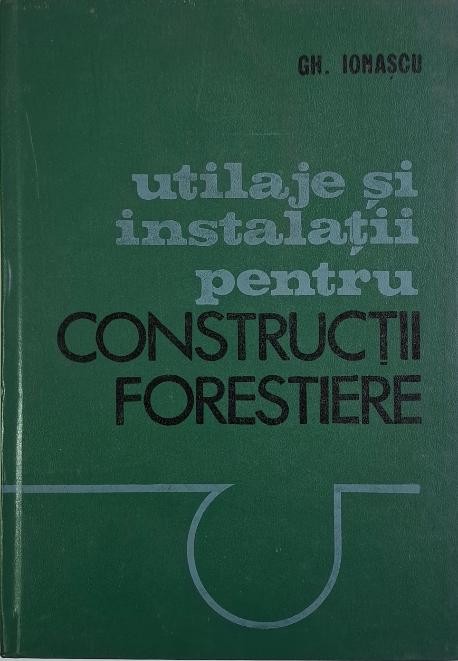 GH. IONAȘCU
utilaje și
instalații
pentru
CONSTRUCȚII
FORESTIERE